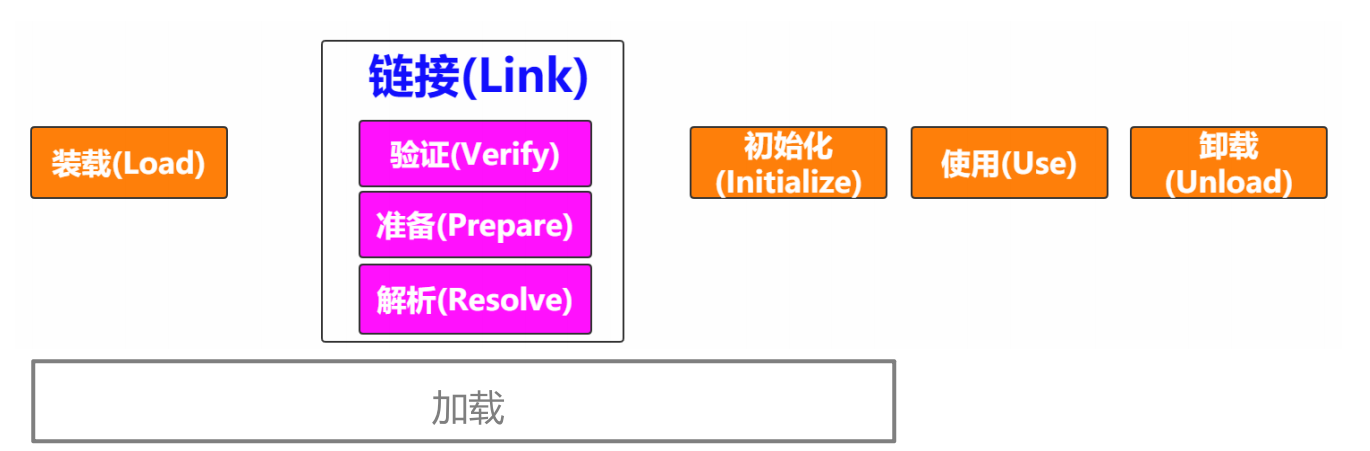 装载(Load)
链接(Link)
验证(Verify)
准备(Prepare)
解析(Resolve)
初始化
(Initialize)
使用(Use)
卸载
(Unload)
加载